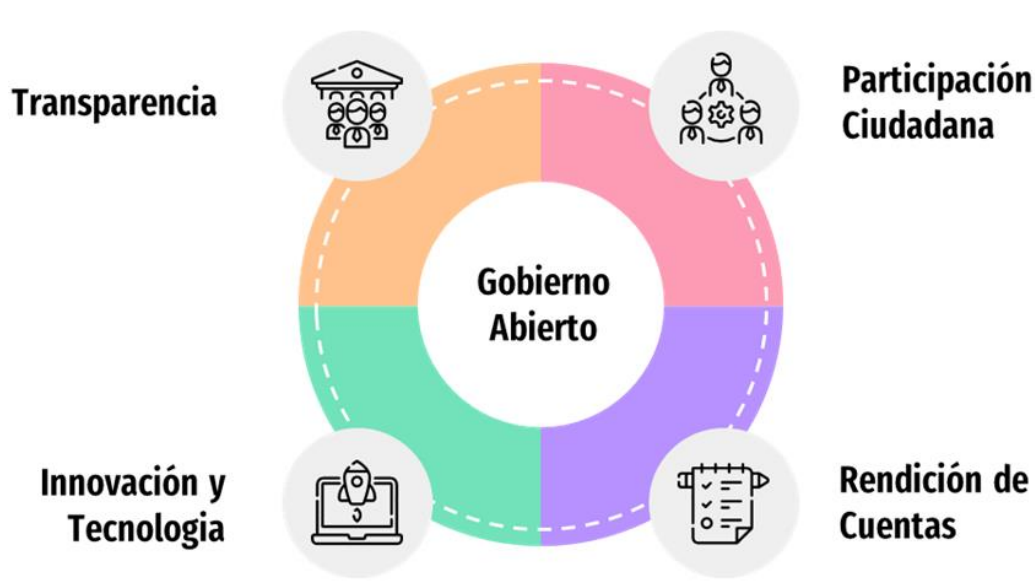 Transparencia
Participación
Ciudadana
Gobierno
Abierto
Innovación y
Tecnologia
Rendición de
Cuentas